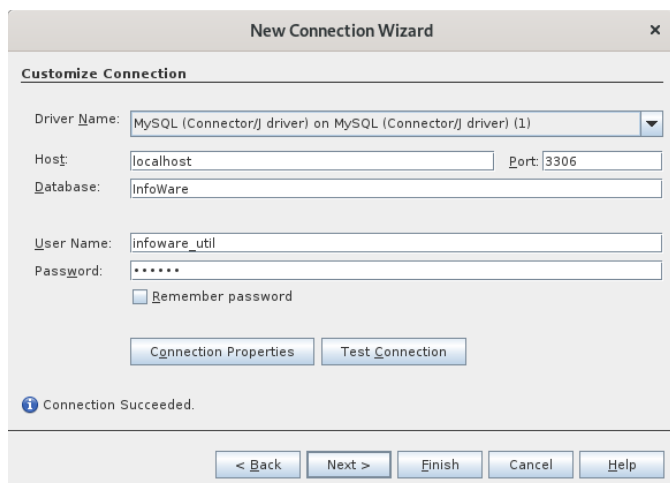 New Connection Wizard
Customize Connection
Driver Name: MySQL (Connector/J driver) on MySQL (Connector/J driver) (1)
Host: localhost Port: 3306
Database: InfoWare
User Name: infoware_util
Password: ••••••
Remember password
Connection Properties Test Connection
Connection Succeeded.
< Back Next > Finish Cancel Help